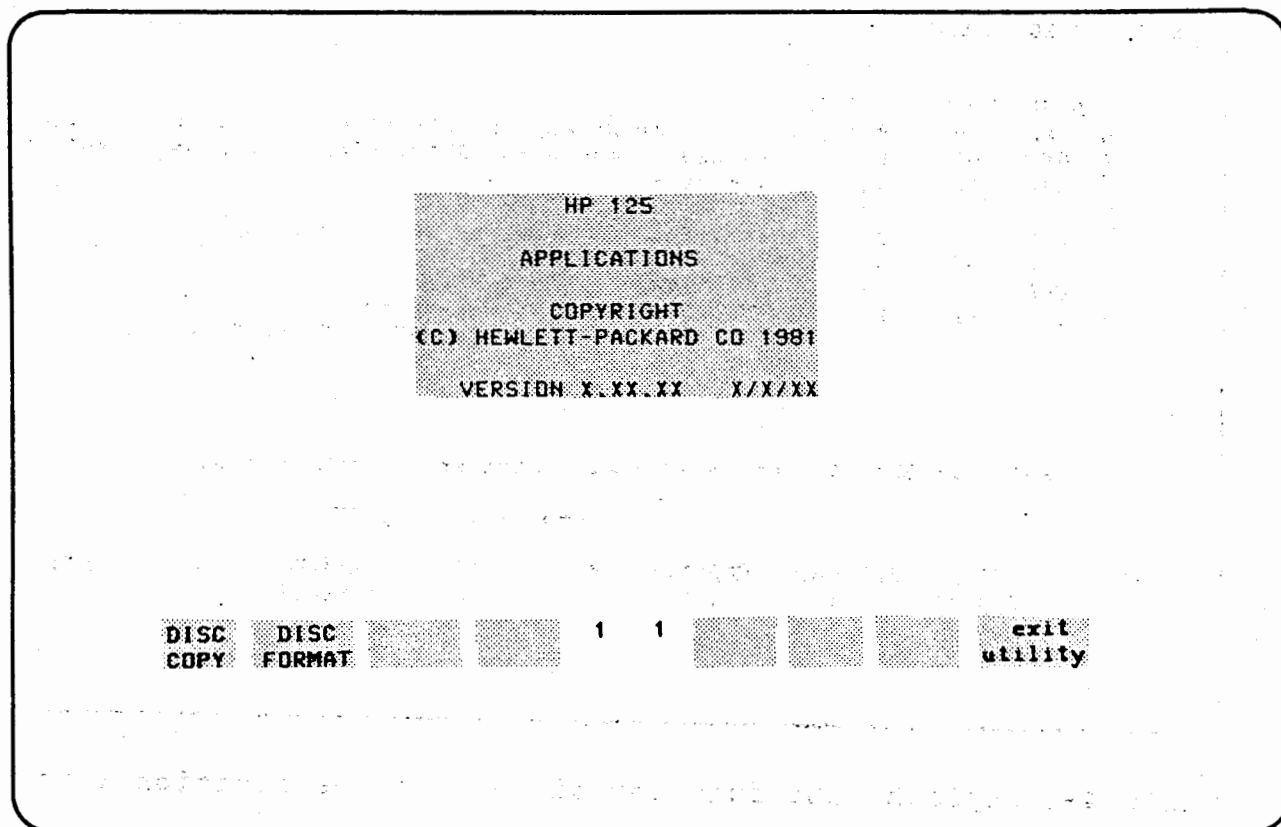 HP 125
APPLICATIONS
COPYRIGHT
(C) HEWLETT-PACKARD CO 1981
VERSION X.XX.XX X/X/XX
DISC DISC 1 1 exit
COPY FORMAT utility